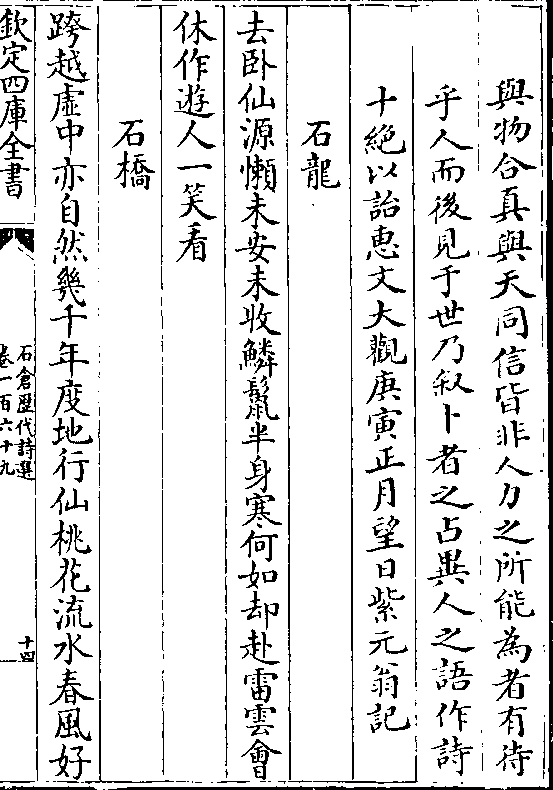 與物合真與天同信皆非人力之所能為者有待
乎人而後見于世乃叙卜者之占異人之語作詩
十絶以詒惠文大觀庚寅正月望日紫元翁記
石龍
去卧仙源懶未安未收鱗鬛半身寒何如却赴雷雲會
休作遊人一笑看
石橋
跨越虛中亦自然幾千年度地行仙桃花流水春風好
欽定四庫全書
石倉歴代詩選
卷一百六十九
十四